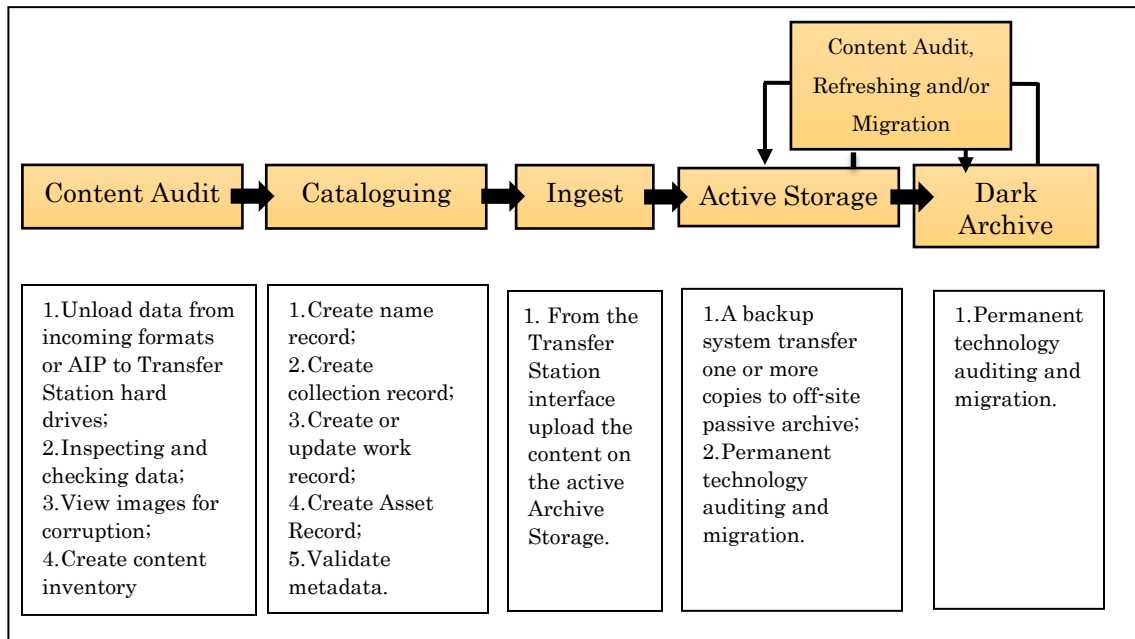 Content Audit,
Refreshing and/or
Migration
Content Audit
Cataloguing
Ingest
Active Storage
Dark
Archive
1.Unload data from
incoming formats
or AIP to Transfer
Station hard
drives;
2.Inspecting and
checking data;
3.View images for
corruption;
4.Create content
inventory
1.Create name
record;
2.Create
collection record;
3.Create or
update work
record;
4.Create Asset
Record;
5.Validate
metadata.
1. From the
Transfer
Station
interface
upload the
content on
the active
Archive
Storage.
1.A backup
system transfer
one or more
copies to off-site
passive archive;
2.Permanent
technology
auditing and
migration.
1.Permanent
technology
auditing and
migration.